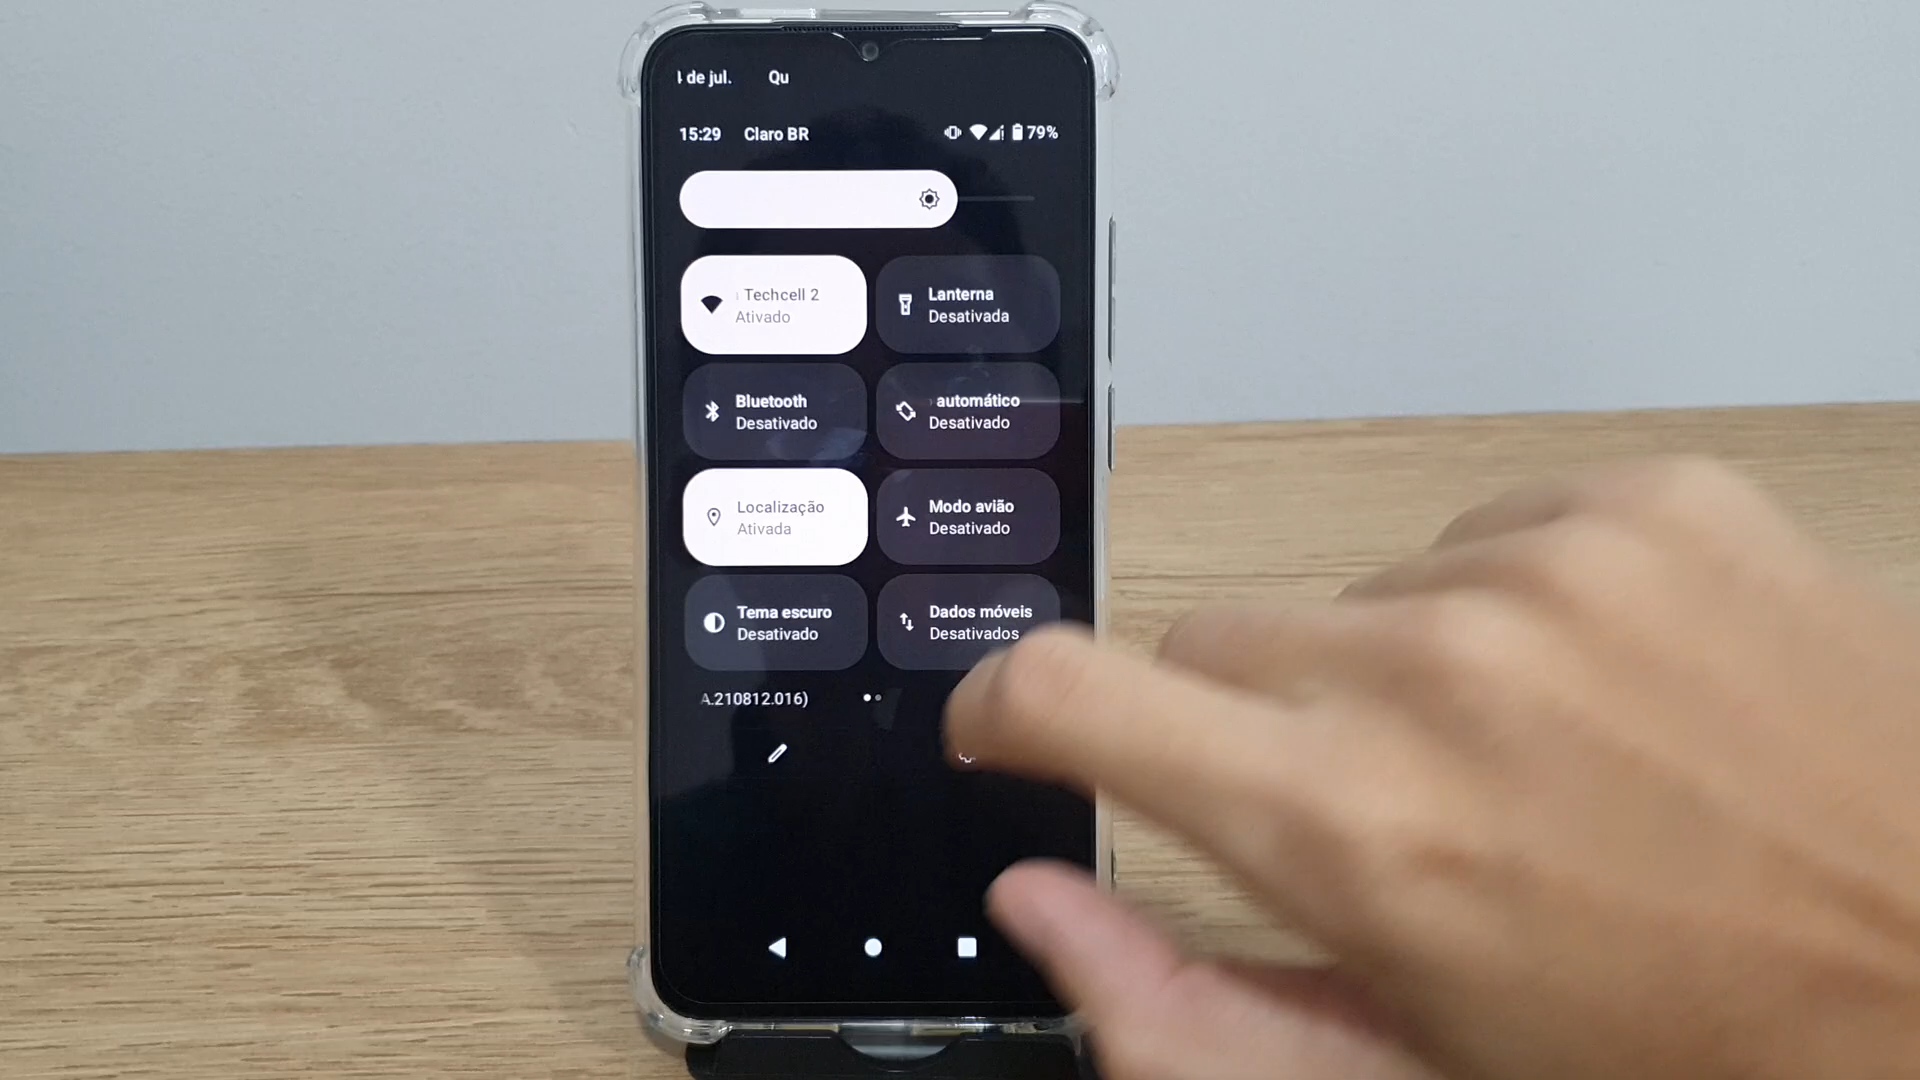 de jul. Qu
15:29 Claro BR 79%
Techcell 2
Ativado
Lanterna
Desativada
Bluetooth
Desativado
automático
Desativado
Localização
Ativada
Modo avião
Desativado
Tema escuro
Desativado
Dados móveis
Desativados
A.210812.016)